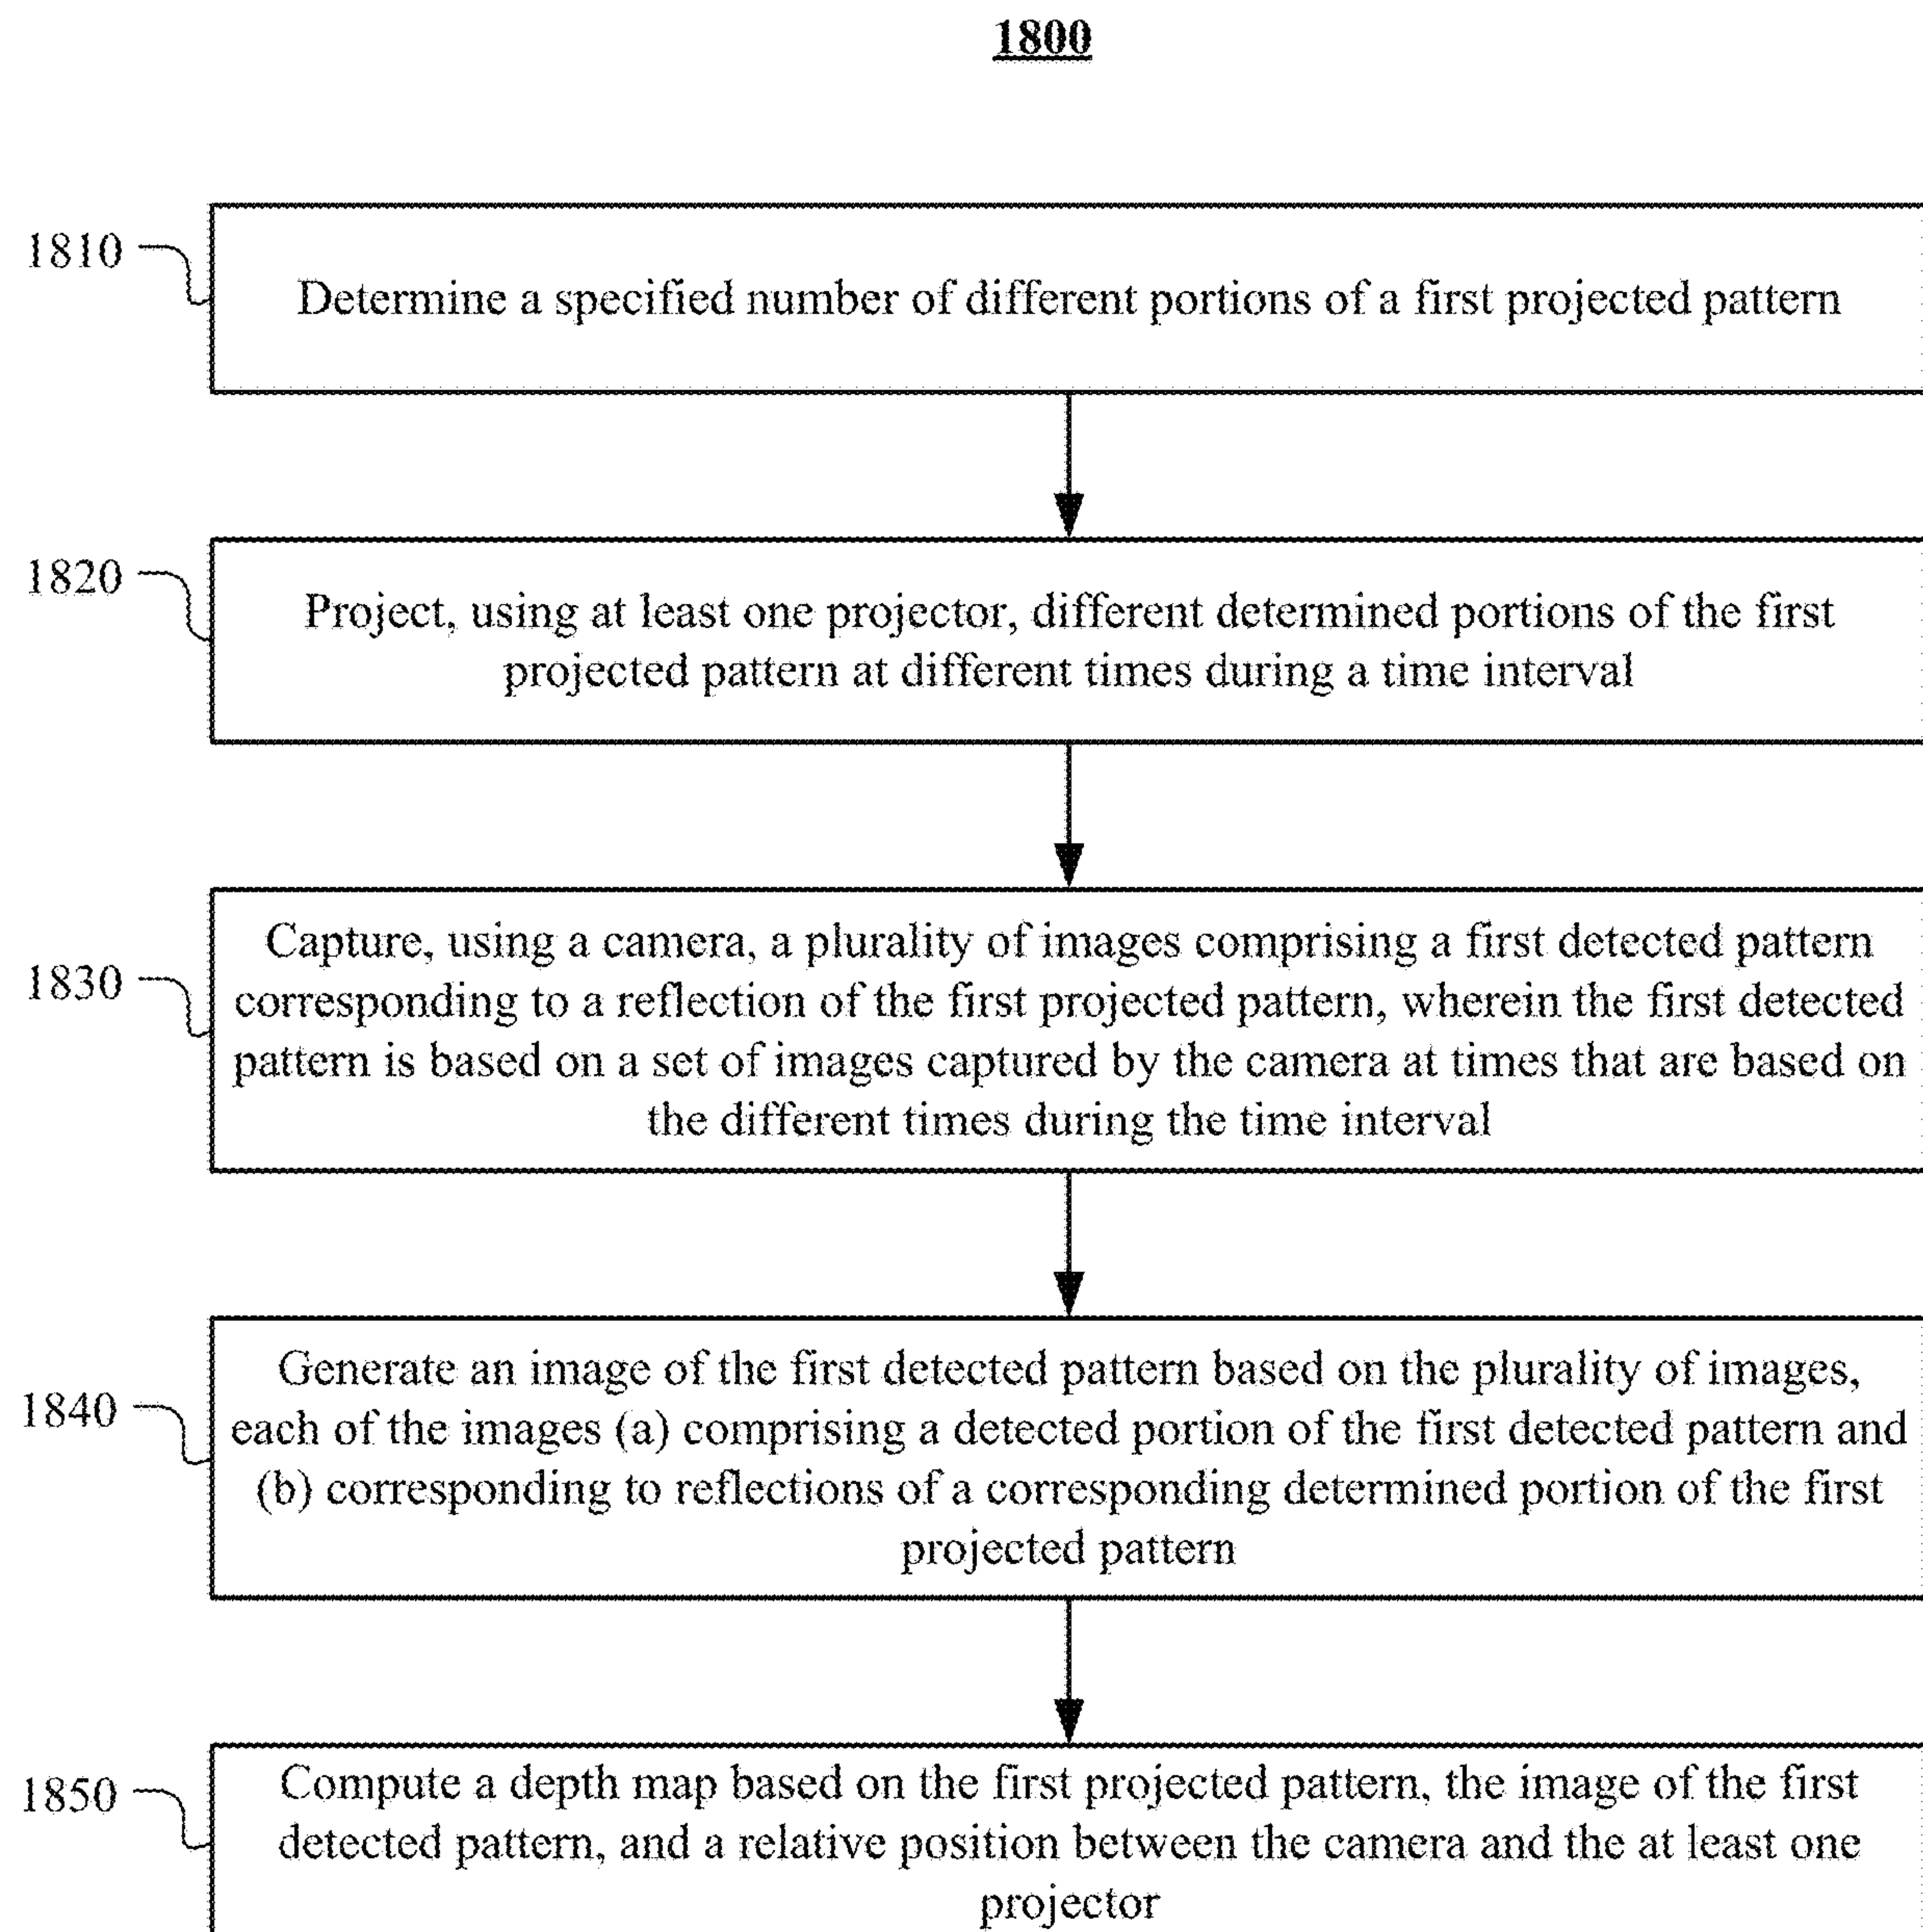 1800
1810
Determine a specified number of different portions of a first projected pattern
1820
Project, using at least one projector, different determined portions of the first
projected pattern at different times during a time interval
1830
Capture, using a camera, a plurality of images comprising a first detected pattern
corresponding to a reflection of the first projected pattern, wherein the first detected
pattern is based on a set of images captured by the camera at times that are based on
the different times during the time interval
1840
Generate an image of the first detected pattern based on the plurality of images,
each of the images (a) comprising a detected portion of the first detected pattern and
(b) corresponding to reflections of a corresponding determined portion of the first
projected pattern
1850
Compute a depth map based on the first projected pattern, the image of the first
detected pattern, and a relative position between the camera and the at least one
projector